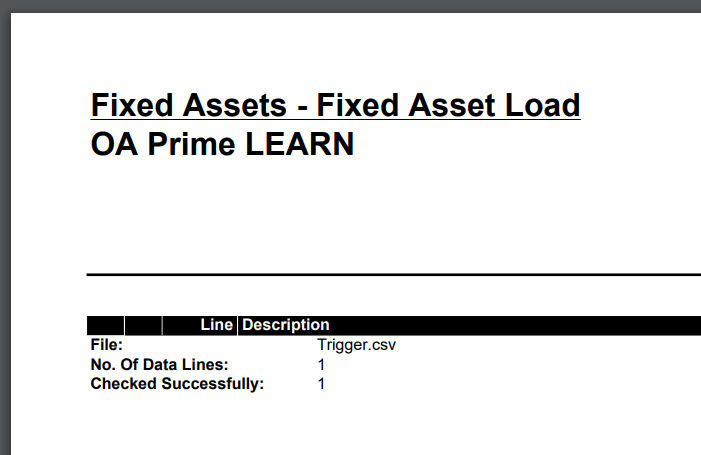 Fixed Assets - Fixed Asset Load
OA Prime LEARN
Line Description
File: Trigger.csv
No. Of Data Lines: 1
Checked Successfully: 1